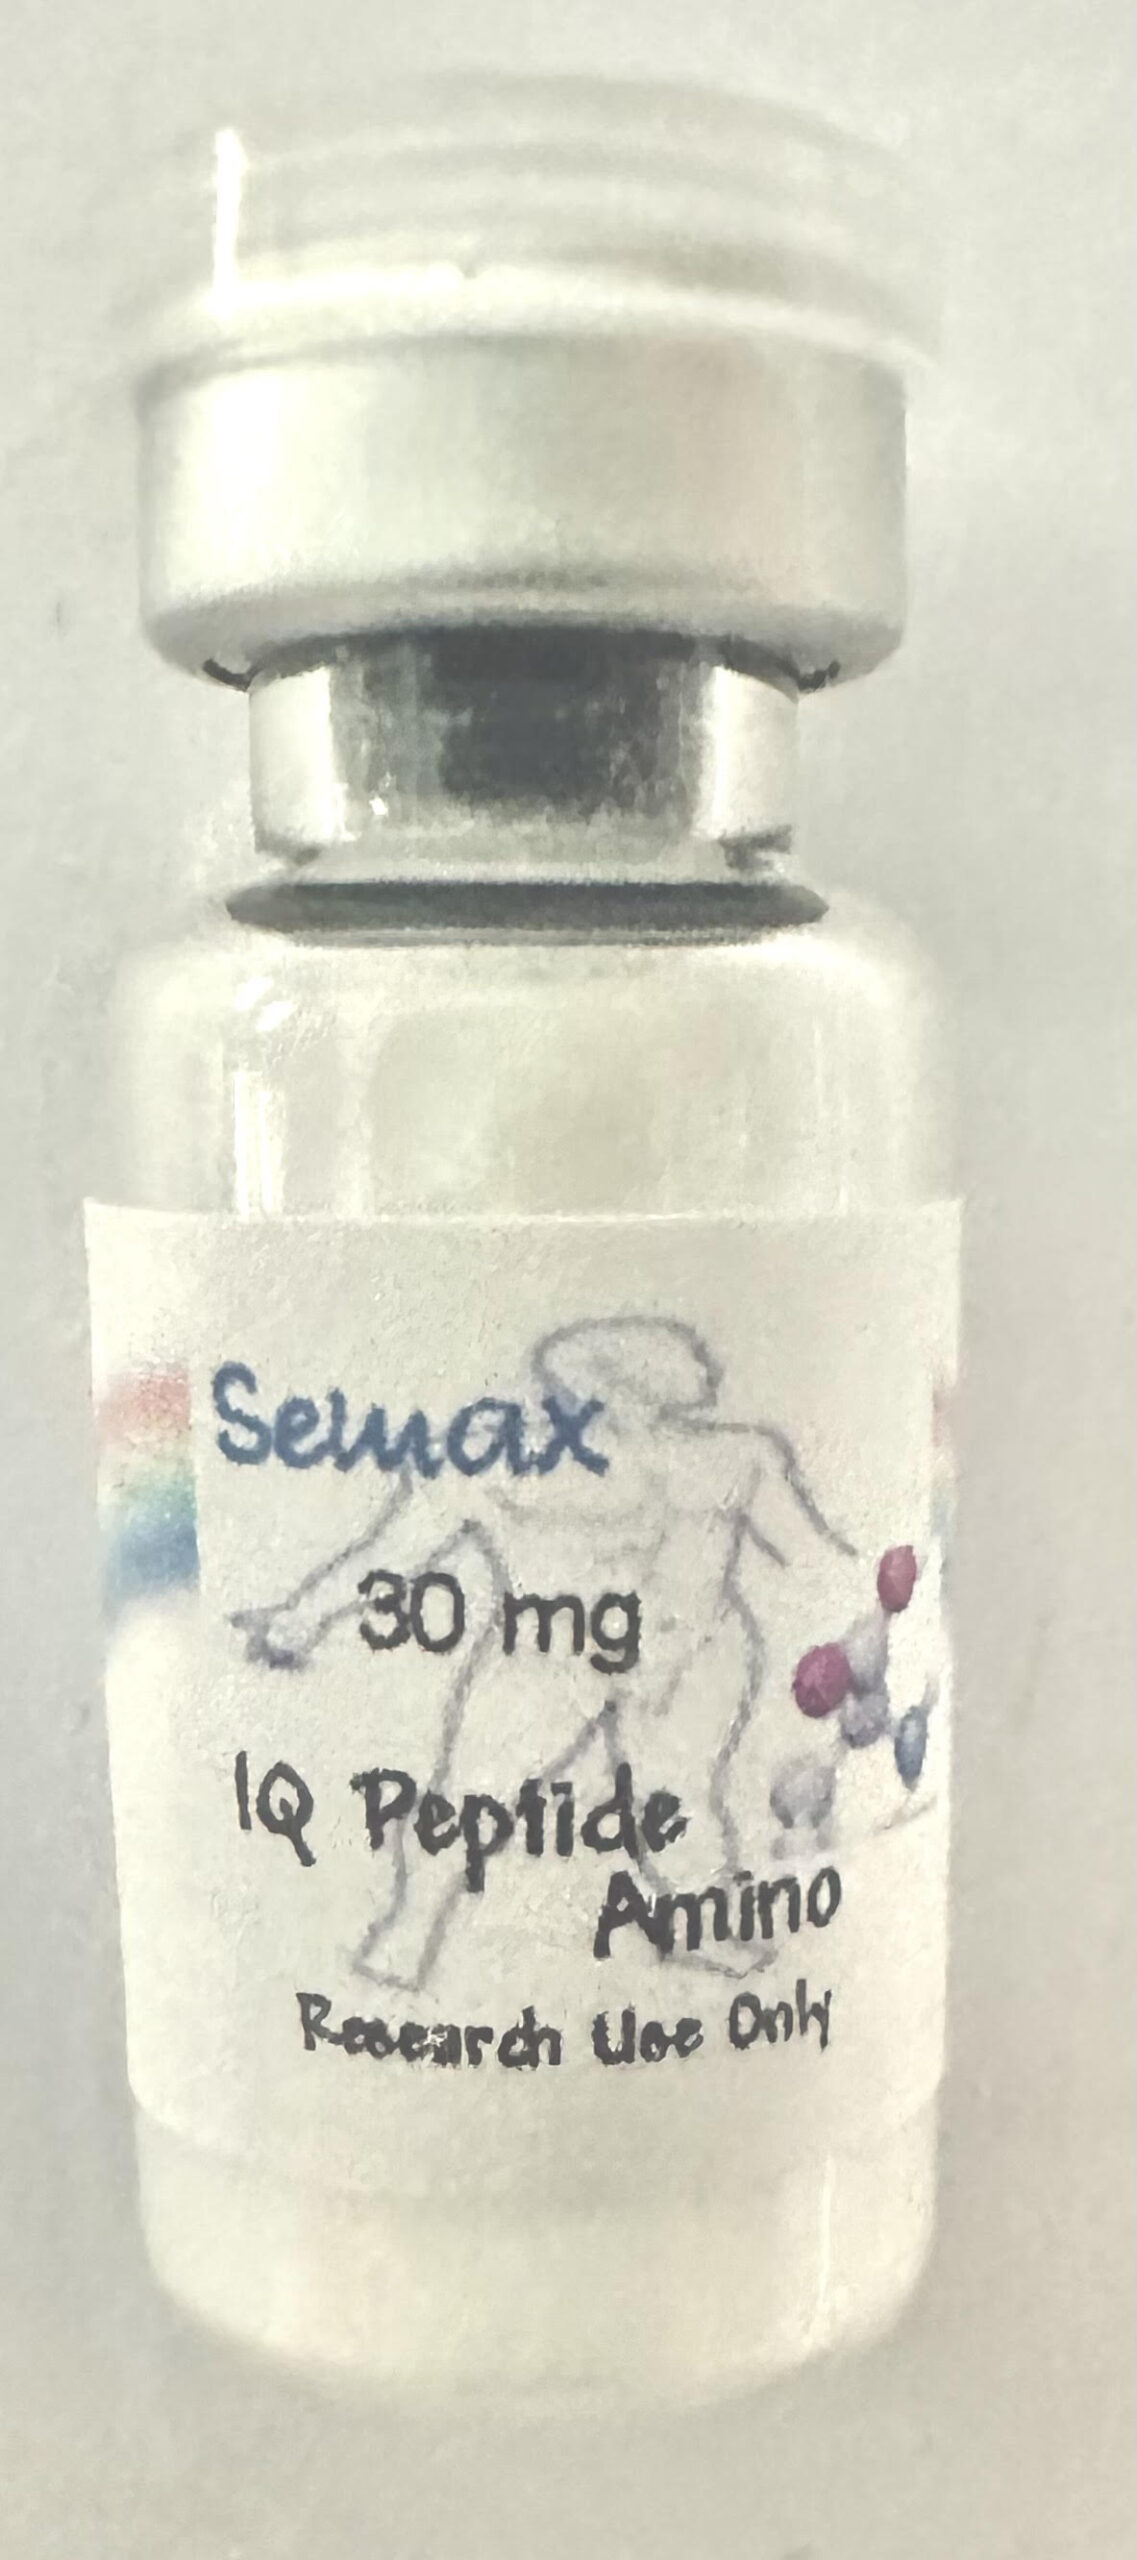 Semax
30 mg
IQ Peptide
Amino
Research Use Only